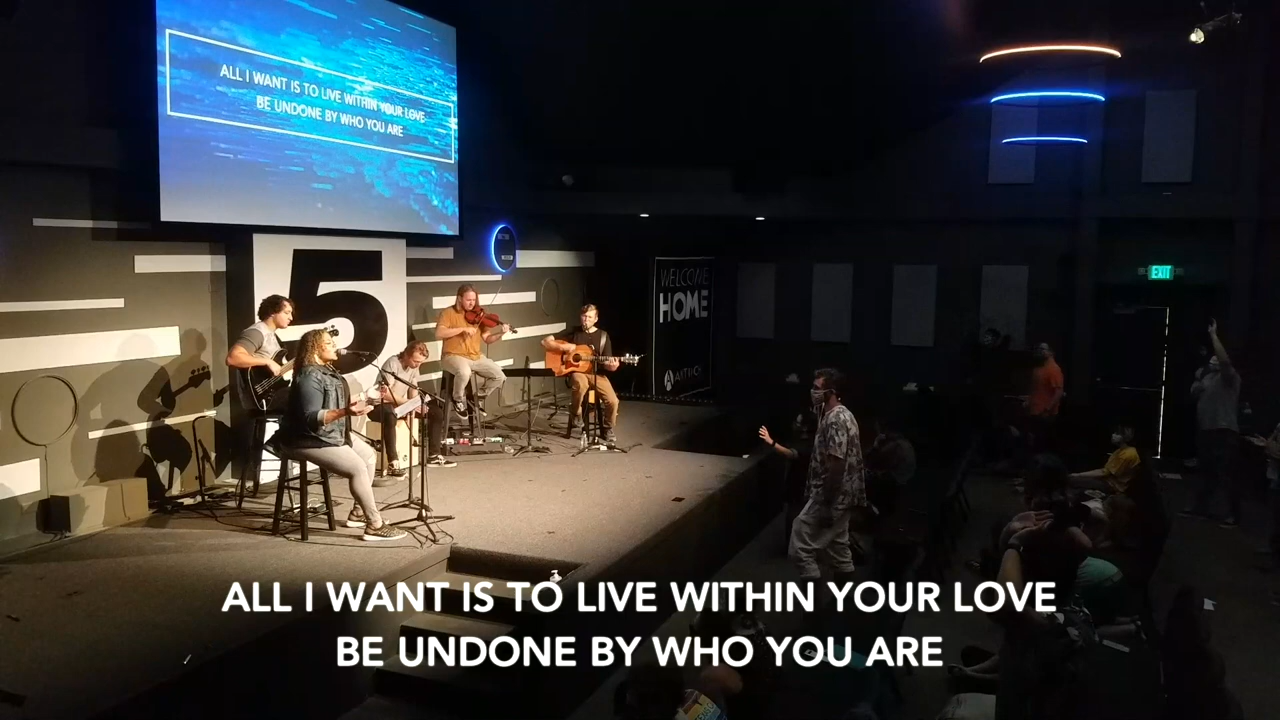 ALL I WANT IS TO LIVE WITHIN YOUR LOVE
BE UNDONE BY WHO YOU ARE
5
WELCOME
HOME
EXIT
ALL I WANT IS TO LIVE WITHIN YOUR LOVE
BE UNDONE BY WHO YOU ARE